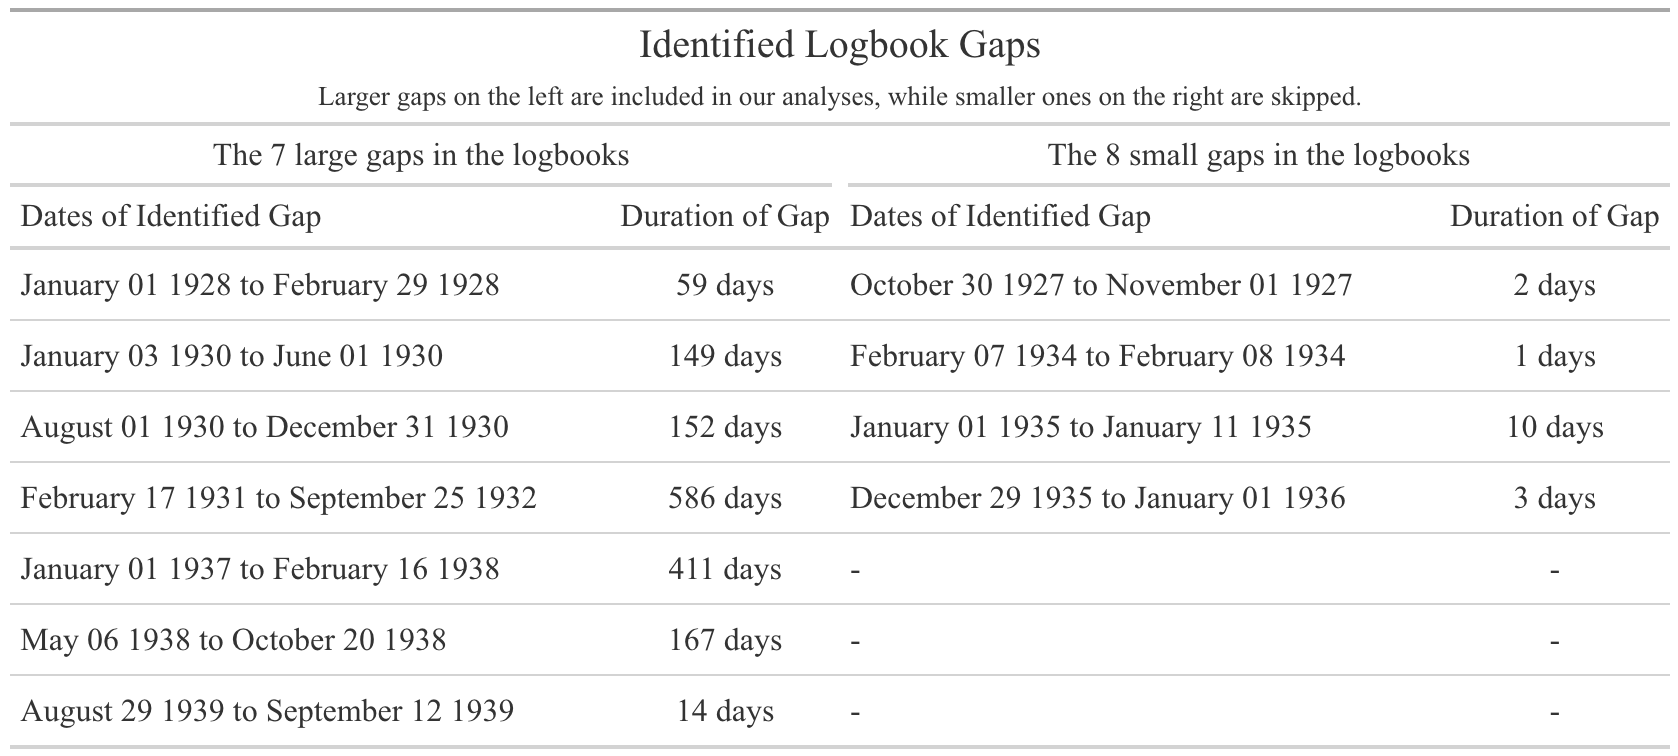 Identified Logbook Gaps
Larger gaps on the left are included in our analyses, while smaller ones on the right are skipped.
The 7 large gaps in the logbooks The 8 small gaps in the logbooks
Dates of Identified Gap Duration of Gap Dates of Identified Gap Duration of Gap
January 01 1928 to February 29 1928 59 days October 30 1927 to November 01 1927 2 days
January 03 1930 to June 01 1930 149 days February 07 1934 to February 08 1934 1 days
August 01 1930 to December 31 1930 152 days January 01 1935 to January 11 1935 10 days
February 17 1931 to September 25 1932 586 days December 29 1935 to January 01 1936 3 days
January 01 1937 to February 16 1938 411 days - -
May 06 1938 to October 20 1938 167 days - -
August 29 1939 to September 12 1939 14 days - -